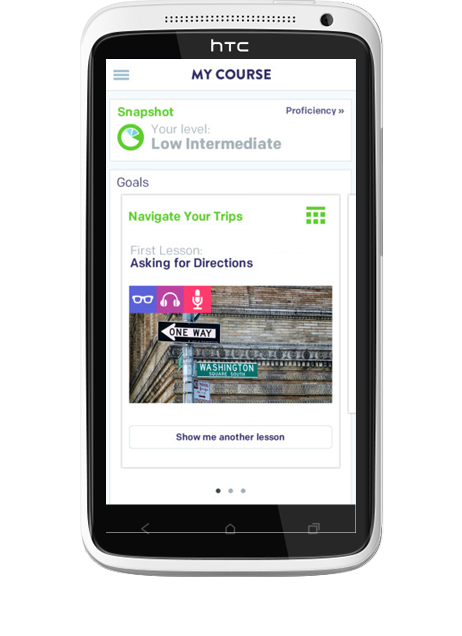 hTC
MY COURSE
Snapshot
Proficiency »
Your level:
Low Intermediate
Goals
Navigate Your Trips
First Lesson:
Asking for Directions
ONE WAY
WASHINGTON
SQUARE SOUTH
Show me another lesson